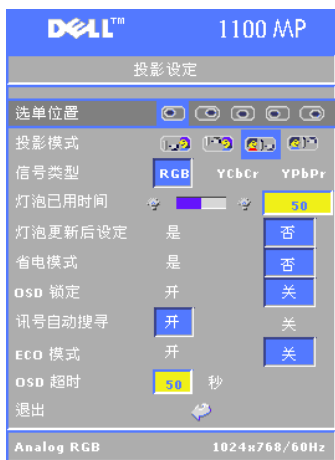 DELL™ 1100 MP
投影设定
选单位置
投影模式
信号类型 RGB YCbCr YPbPr
灯泡已用时间 50
灯泡更新后设定 是 否
省电模式 是 否
OSD 锁定 开 关
讯号自动搜寻 开 关
ECO 模式 开 关
OSD 超时 50 秒
退出
Analog RGB 1024x768/60Hz